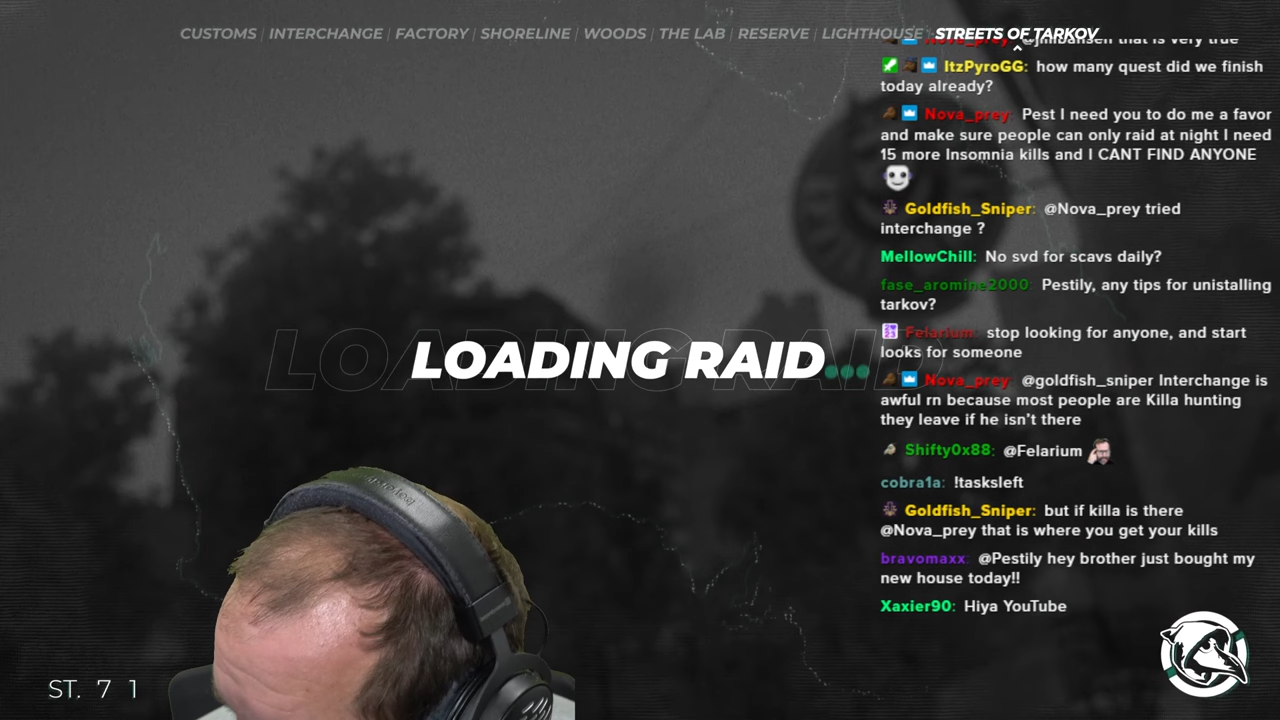 CUSTOMS | INTERCHANGE | FACTORY | SHORELINE | WOODS | THE LAB | RESERVE | LIGHTHOUSE | STREETS OF TARKOV
Nova_prey: @jimbansen that is very true
ItzPyroGG: how many quest did we finish
today already?
Nova_prey: Pest I need you to do me a favor
and make sure people can only raid at night I need
15 more Insomnia kills and I CANT FIND ANYONE
Goldfish_Sniper: @Nova_prey tried
interchange ?
MellowChill: No svd for scavs daily?
fase_aromine2000: Pestily, any tips for unistalling
tarkov?
Felarium: stop looking for anyone, and start
looks for someone
Nova_prey: @goldfish_sniper Interchange is
awful rn because most people are Killa hunting
they leave if he isn't there
Shifty0x88: @Felarium
cobra1a: !tasksleft
Goldfish_Sniper: but if killa is there
@Nova_prey that is where you get your kills
bravomaxx: @Pestily hey brother just bought my
new house today!!
Xaxier90: Hiya YouTube
LOADING RAID
LOADING RAID...
ST. 7 1